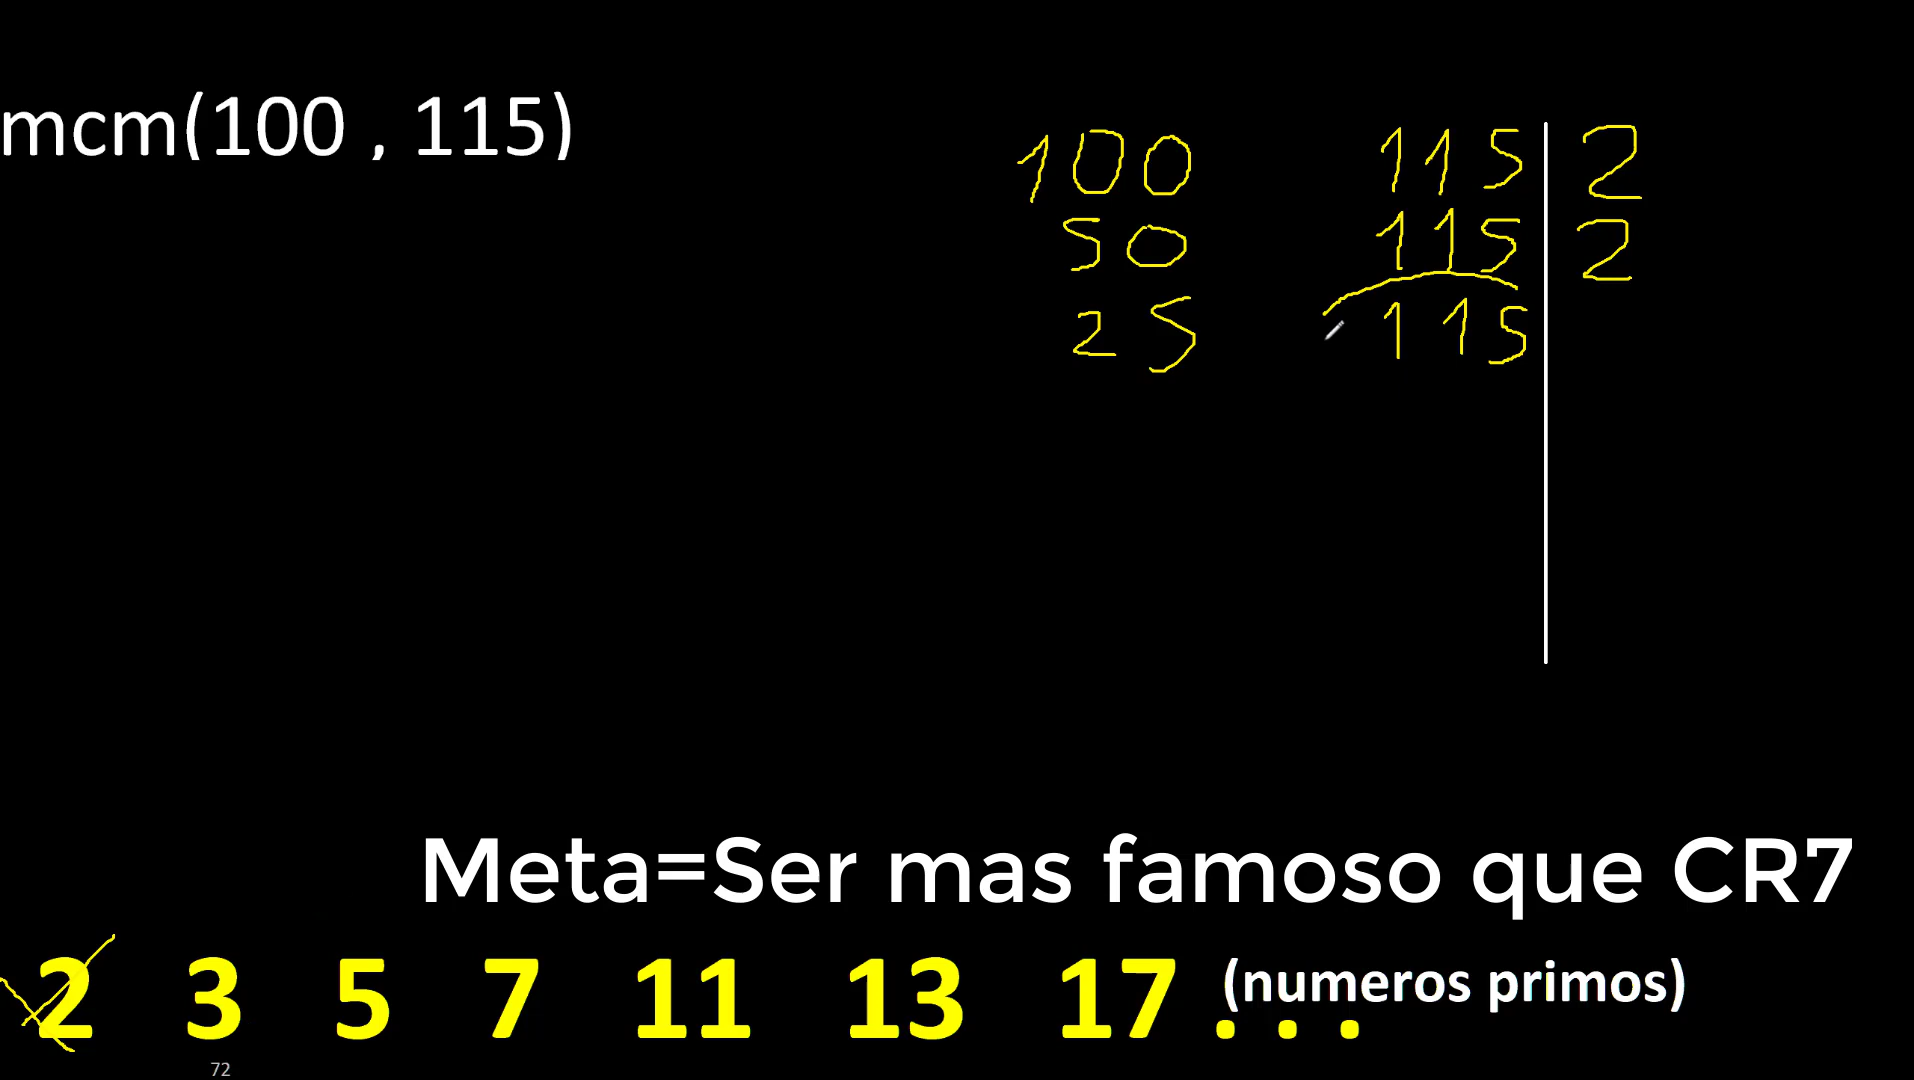 mcm(100 , 115)
100 115 2
50 115 2
25 115
Meta=Ser mas famoso que CR7
2 3 5 7 11 13 17 . . . (numeros primos)
72